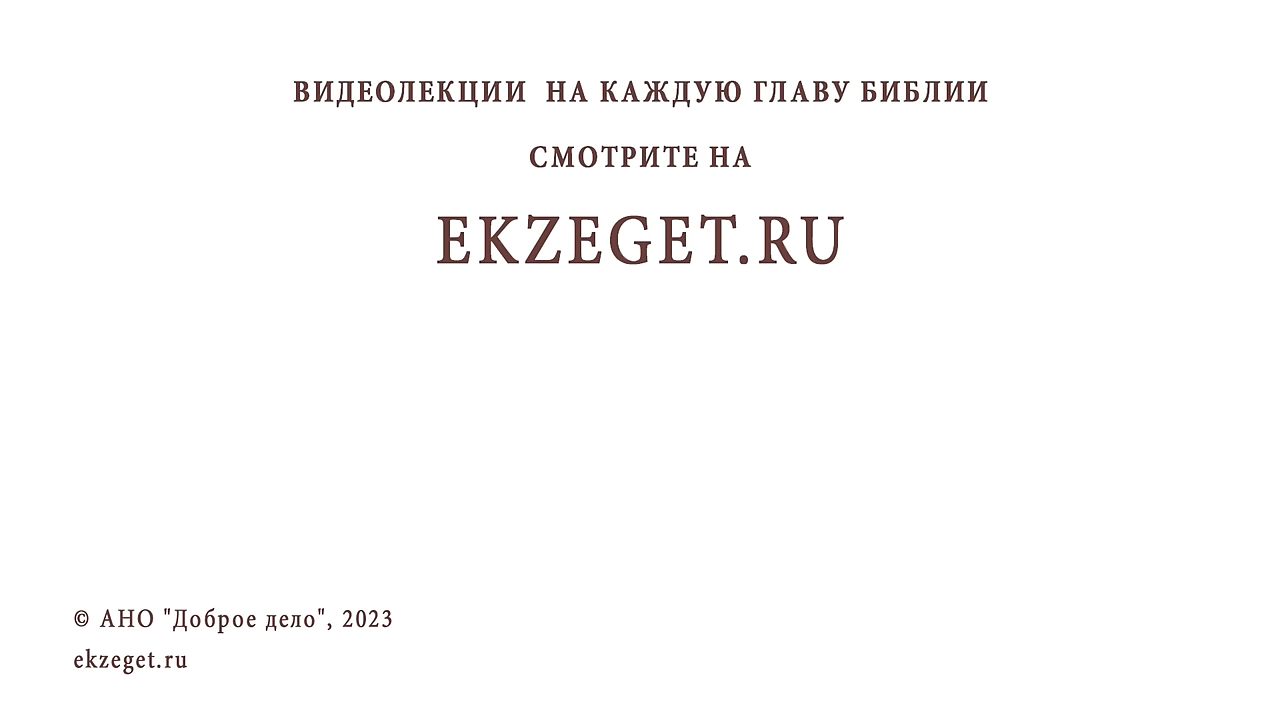 ВИДЕОЛЕКЦИИ НА КАЖДУЮ ГЛАВУ БИБЛИИ
СМОТРИТЕ НА
EKZEGET.RU
© АНО "Доброе дело", 2023
ekzeget.ru